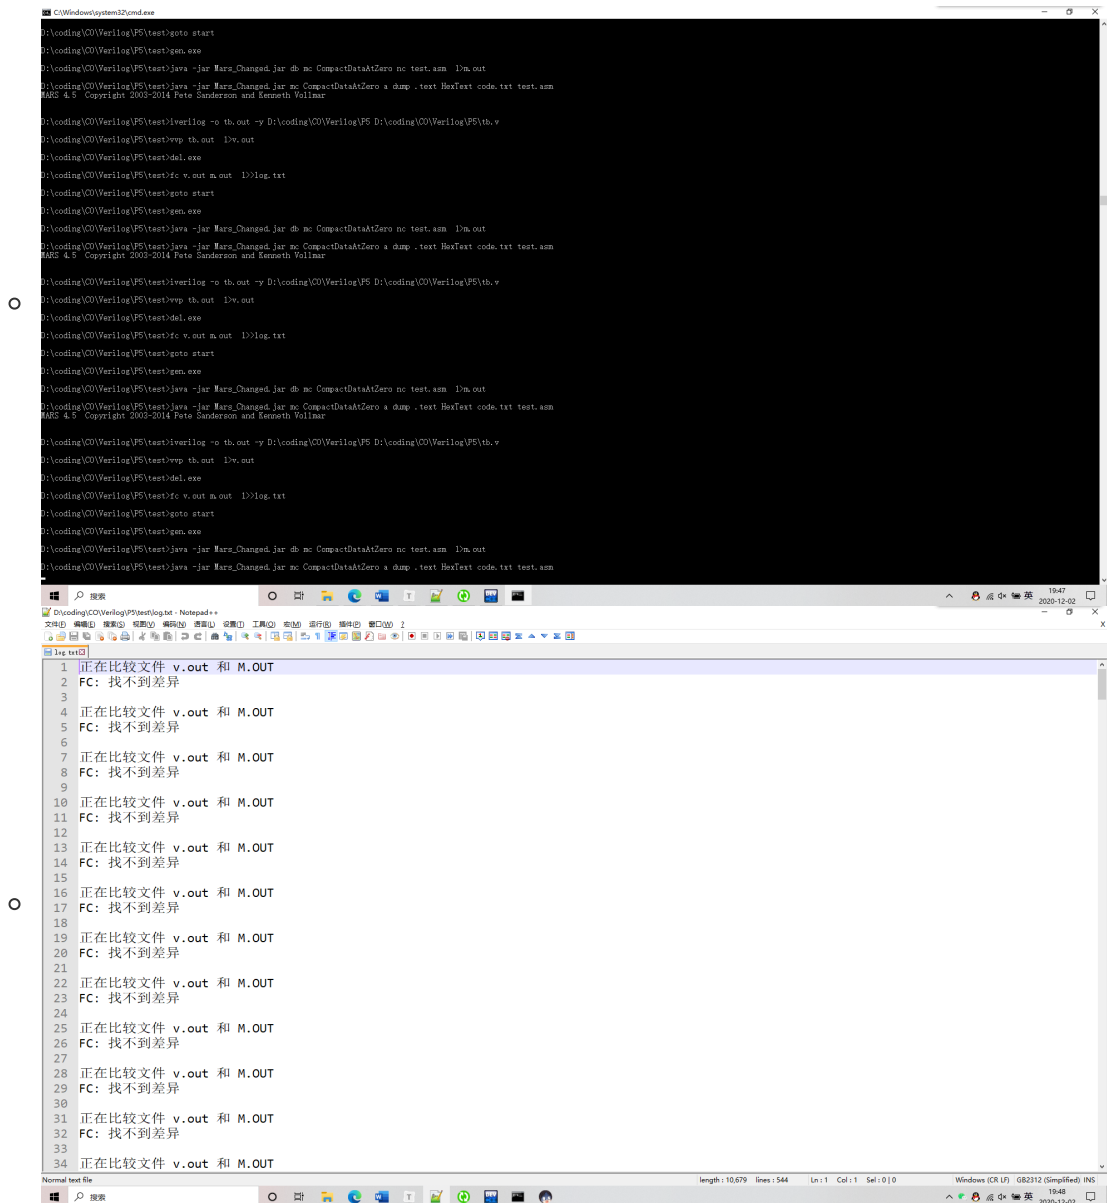 C:\Windows\system32\cmd.exe
D:\coding\CO\Verilog\P5\test>goto start
D:\coding\CO\Verilog\P5\test>gen.exe
D:\coding\CO\Verilog\P5\test>java -jar Mars_Changed.jar db mc CompactDataAtZero nc test.asm  1>m.out
D:\coding\CO\Verilog\P5\test>java -jar Mars_Changed.jar mc CompactDataAtZero a dump .text HexText code.txt test.asm
MARS 4.5  Copyright 2003-2014 Pete Sanderson and Kenneth Vollmar
D:\coding\CO\Verilog\P5\test>iverilog -o tb.out -y D:\coding\CO\Verilog\P5 D:\coding\CO\Verilog\P5\tb.v
D:\coding\CO\Verilog\P5\test>vvp tb.out  1>v.out
D:\coding\CO\Verilog\P5\test>del.exe
D:\coding\CO\Verilog\P5\test>fc v.out m.out  1>>log.txt
D:\coding\CO\Verilog\P5\test>goto start
D:\coding\CO\Verilog\P5\test>gen.exe
D:\coding\CO\Verilog\P5\test>java -jar Mars_Changed.jar db mc CompactDataAtZero nc test.asm  1>m.out
D:\coding\CO\Verilog\P5\test>java -jar Mars_Changed.jar mc CompactDataAtZero a dump .text HexText code.txt test.asm
MARS 4.5  Copyright 2003-2014 Pete Sanderson and Kenneth Vollmar
D:\coding\CO\Verilog\P5\test>iverilog -o tb.out -y D:\coding\CO\Verilog\P5 D:\coding\CO\Verilog\P5\tb.v
D:\coding\CO\Verilog\P5\test>vvp tb.out  1>v.out
D:\coding\CO\Verilog\P5\test>del.exe
D:\coding\CO\Verilog\P5\test>fc v.out m.out  1>>log.txt
D:\coding\CO\Verilog\P5\test>goto start
D:\coding\CO\Verilog\P5\test>gen.exe
D:\coding\CO\Verilog\P5\test>java -jar Mars_Changed.jar db mc CompactDataAtZero nc test.asm  1>m.out
D:\coding\CO\Verilog\P5\test>java -jar Mars_Changed.jar mc CompactDataAtZero a dump .text HexText code.txt test.asm
MARS 4.5  Copyright 2003-2014 Pete Sanderson and Kenneth Vollmar
D:\coding\CO\Verilog\P5\test>iverilog -o tb.out -y D:\coding\CO\Verilog\P5 D:\coding\CO\Verilog\P5\tb.v
D:\coding\CO\Verilog\P5\test>vvp tb.out  1>v.out
D:\coding\CO\Verilog\P5\test>del.exe
D:\coding\CO\Verilog\P5\test>fc v.out m.out  1>>log.txt
D:\coding\CO\Verilog\P5\test>goto start
D:\coding\CO\Verilog\P5\test>gen.exe
D:\coding\CO\Verilog\P5\test>java -jar Mars_Changed.jar db mc CompactDataAtZero nc test.asm  1>m.out
D:\coding\CO\Verilog\P5\test>java -jar Mars_Changed.jar mc CompactDataAtZero a dump .text HexText code.txt test.asm
搜索 英 19:47
2020-12-02
D:\coding\CO\Verilog\P5\test\log.txt - Notepad++
文件(F) 编辑(E) 搜索(S) 视图(V) 编码(N) 语言(L) 设置(T) 工具(O) 宏(M) 运行(R) 插件(P) 窗口(W) ?
log.txt
1 正在比较文件 v.out 和 M.OUT
2 FC: 找不到差异
3
4 正在比较文件 v.out 和 M.OUT
5 FC: 找不到差异
6
7 正在比较文件 v.out 和 M.OUT
8 FC: 找不到差异
9
10 正在比较文件 v.out 和 M.OUT
11 FC: 找不到差异
12
13 正在比较文件 v.out 和 M.OUT
14 FC: 找不到差异
15
16 正在比较文件 v.out 和 M.OUT
17 FC: 找不到差异
18
19 正在比较文件 v.out 和 M.OUT
20 FC: 找不到差异
21
22 正在比较文件 v.out 和 M.OUT
23 FC: 找不到差异
24
25 正在比较文件 v.out 和 M.OUT
26 FC: 找不到差异
27
28 正在比较文件 v.out 和 M.OUT
29 FC: 找不到差异
30
31 正在比较文件 v.out 和 M.OUT
32 FC: 找不到差异
33
34 正在比较文件 v.out 和 M.OUT
Normal text file length : 10,679 lines : 544 Ln : 1 Col : 1 Sel : 0 | 0 Windows (CR LF) GB2312 (Simplified) INS
搜索 英 19:48
2020-12-02